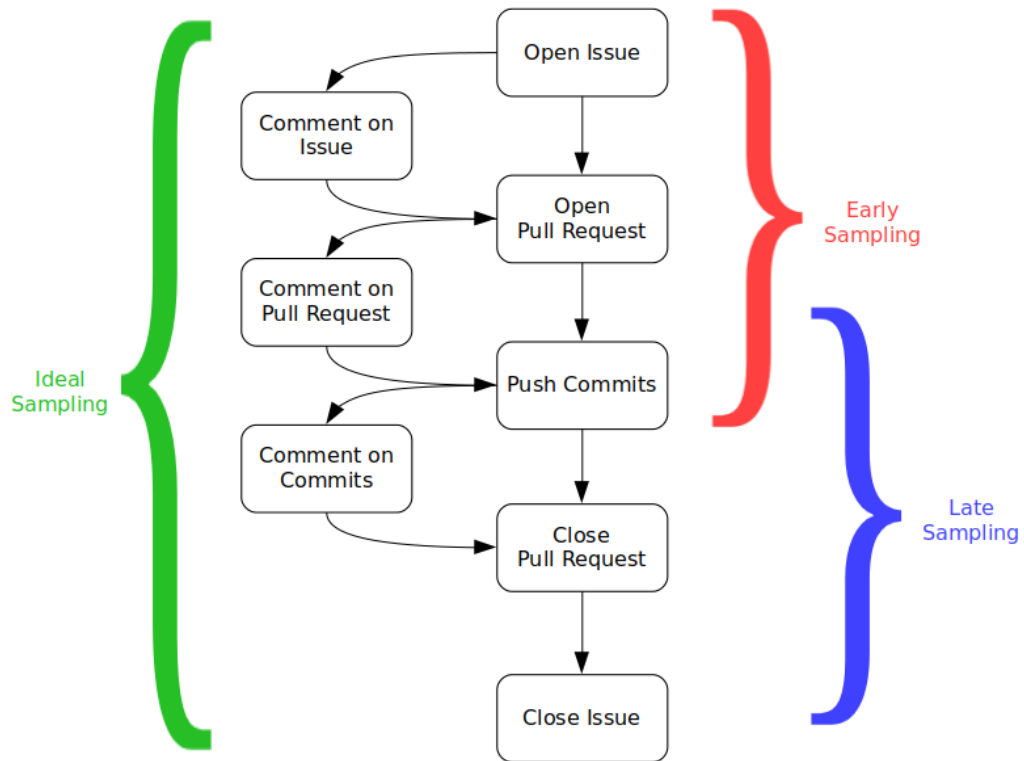 Open Issue
Comment on
Issue
Open
Pull Request
Early
Sampling
Comment on
Pull Request
Ideal
Sampling
Push Commits
Comment on
Commits
Late
Sampling
Close
Pull Request
Close Issue